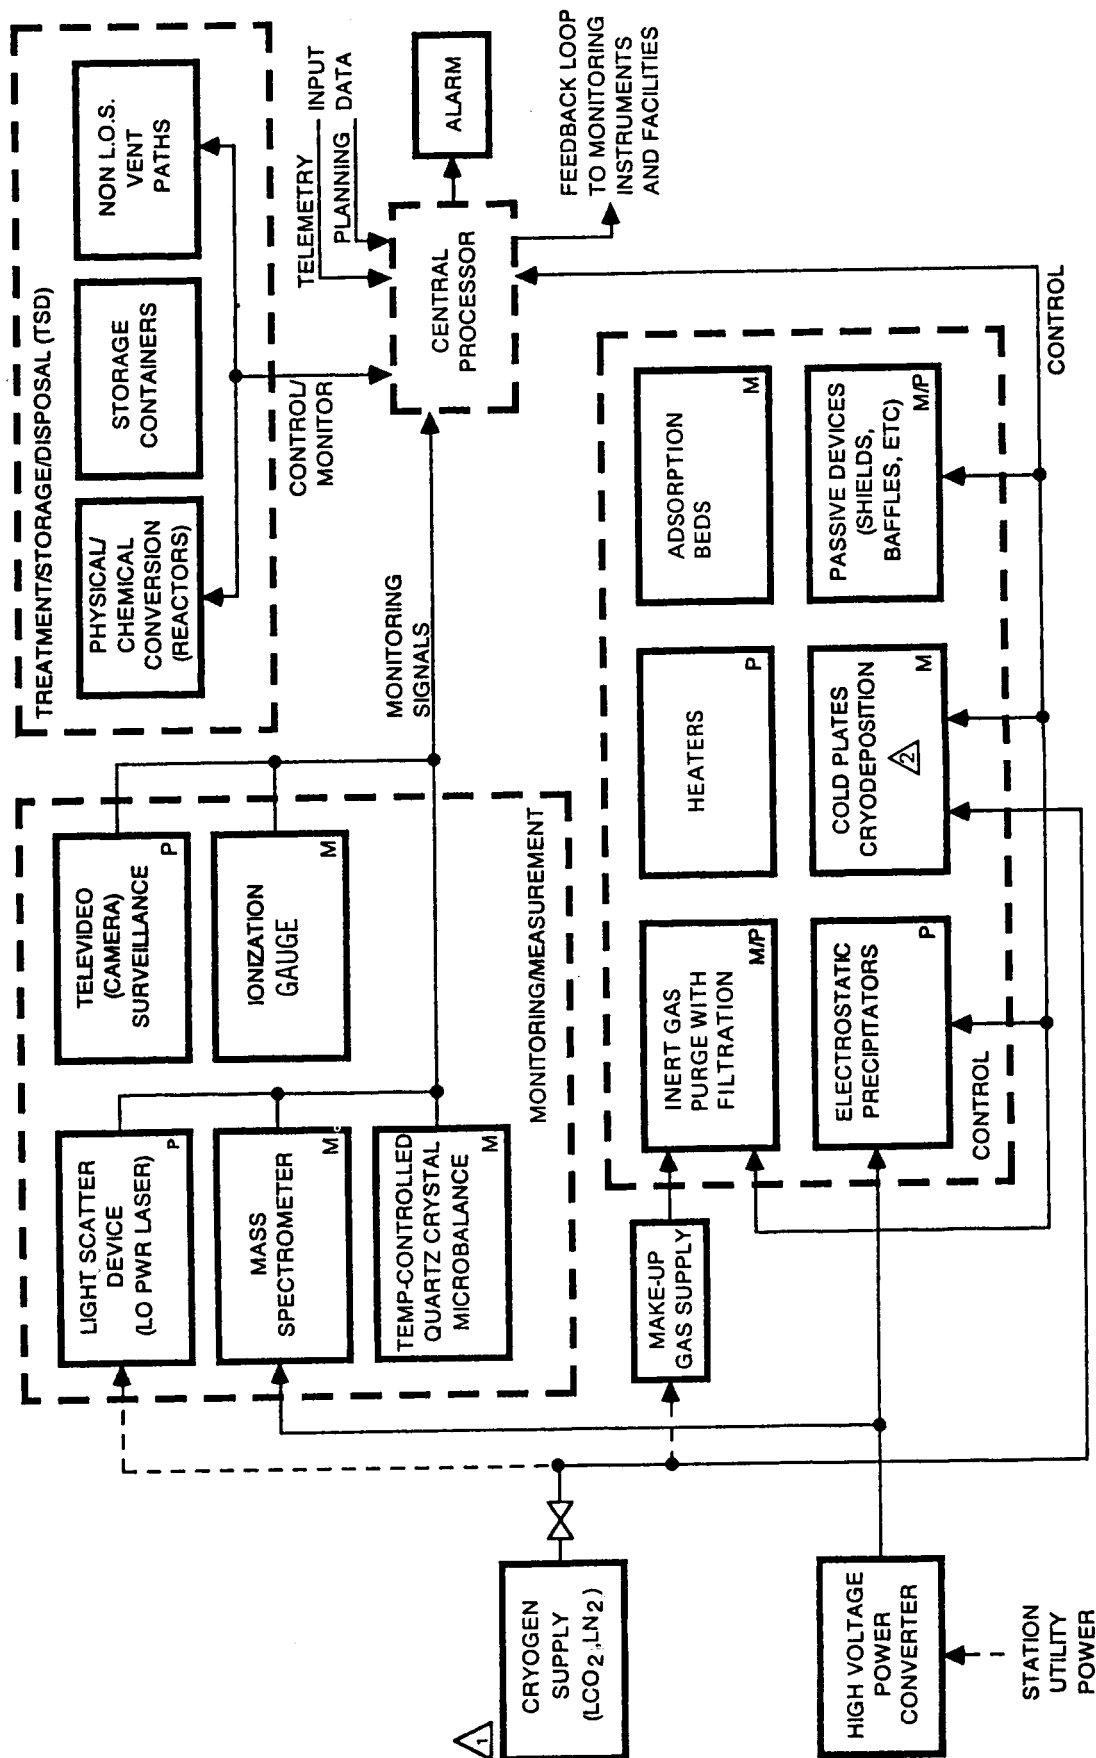 TREATMENT/STORAGE/DISPOSAL (TSD)
PHYSICAL/
CHEMICAL
CONVERSION
(REACTORS)
STORAGE
CONTAINERS
NON L.O.S.
VENT
PATHS
CONTROL/
MONITOR
TELEMETRY INPUT
PLANNING DATA
MONITORING
SIGNALS
CENTRAL
PROCESSOR
ALARM
FEEDBACK LOOP
TO MONITORING
INSTRUMENTS
AND FACILITIES
LIGHT SCATTER
DEVICE
(LO PWR LASER)
P
TELEVIDEO
(CAMERA)
SURVEILLANCE
P
MASS
SPECTROMETER
M
IONIZATION
GAUGE
M
TEMP-CONTROLLED
QUARTZ CRYSTAL
MICROBALANCE
M
MONITORING/MEASUREMENT
1
CRYOGEN
SUPPLY
(LCO2,LN2)
MAKE-UP
GAS SUPPLY
INERT GAS
PURGE WITH
FILTRATION
M/P
HEATERS
P
ADSORPTION
BEDS
M
ELECTROSTATIC
PRECIPITATORS
P
COLD PLATES
CRYODEPOSITION
2
M
PASSIVE DEVICES
(SHIELDS,
BAFFLES, ETC)
M/P
CONTROL
CONTROL
HIGH VOLTAGE
POWER
CONVERTER
STATION
UTILITY
POWER